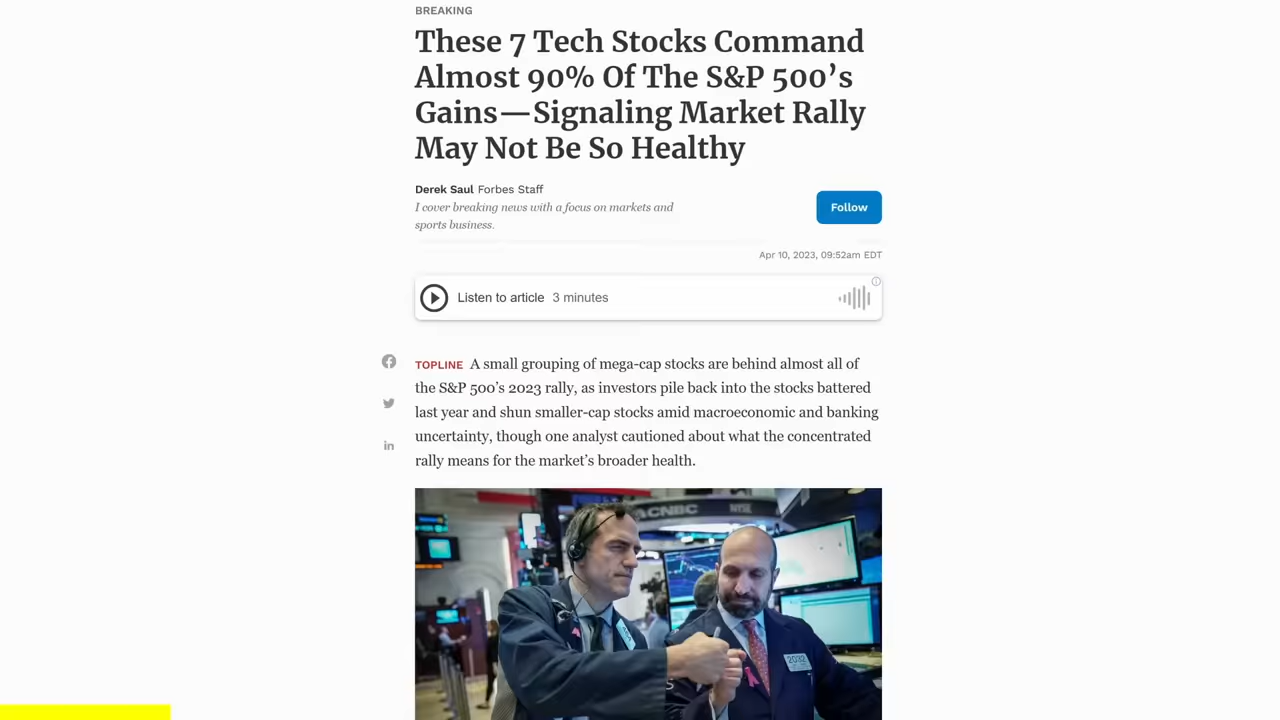 BREAKING
These 7 Tech Stocks Command
Almost 90% Of The S&P 500’s
Gains—Signaling Market Rally
May Not Be So Healthy
Derek Saul Forbes Staff
I cover breaking news with a focus on markets and
sports business.
Follow
Apr 10, 2023, 09:52am EDT
Listen to article 3 minutes
TOPLINE A small grouping of mega-cap stocks are behind almost all of
the S&P 500’s 2023 rally, as investors pile back into the stocks battered
last year and shun smaller-cap stocks amid macroeconomic and banking
uncertainty, though one analyst cautioned about what the concentrated
rally means for the market’s broader health.
CNBC
NYSE